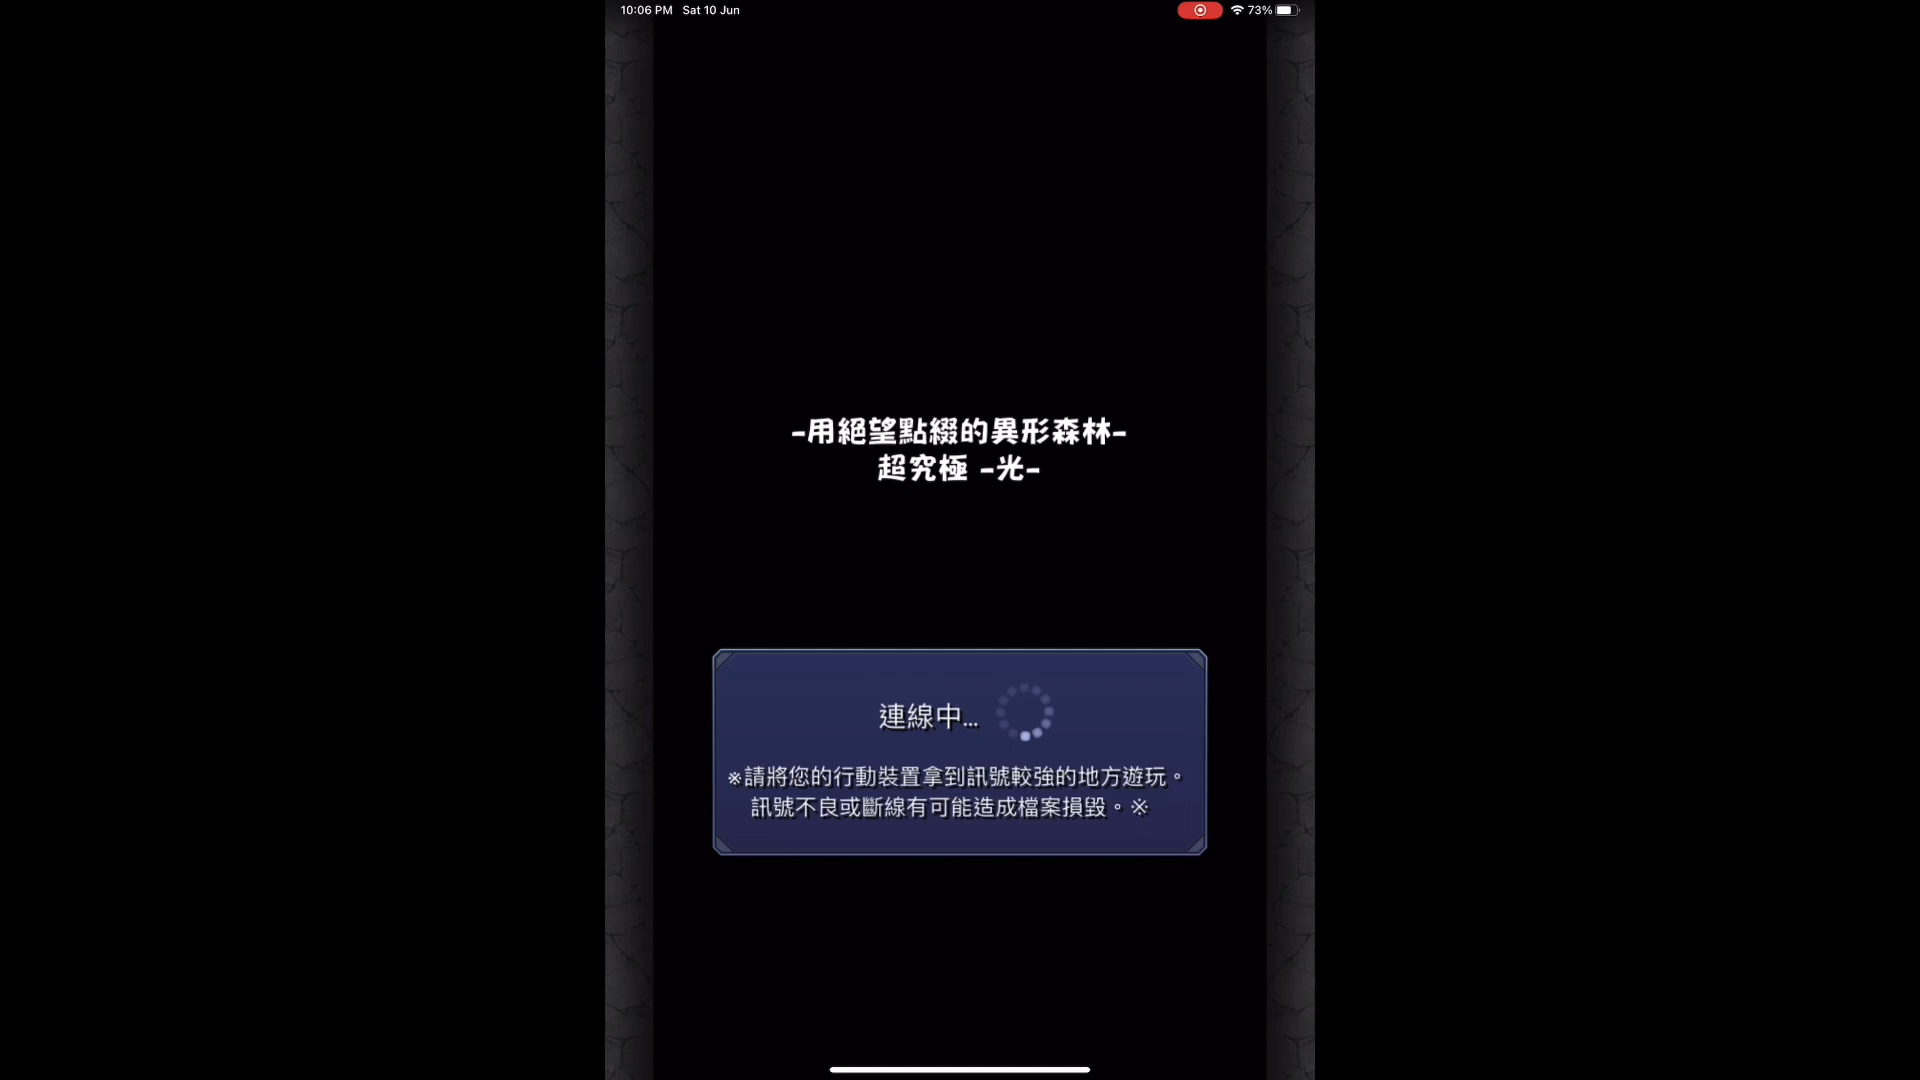 10:06 PM Sat 10 Jun 73%
-用絕望點綴的異形森林-
超究極 -光-
連線中...
※請將您的行動裝置拿到訊號較強的地方遊玩。
訊號不良或斷線有可能造成檔案損毀。※